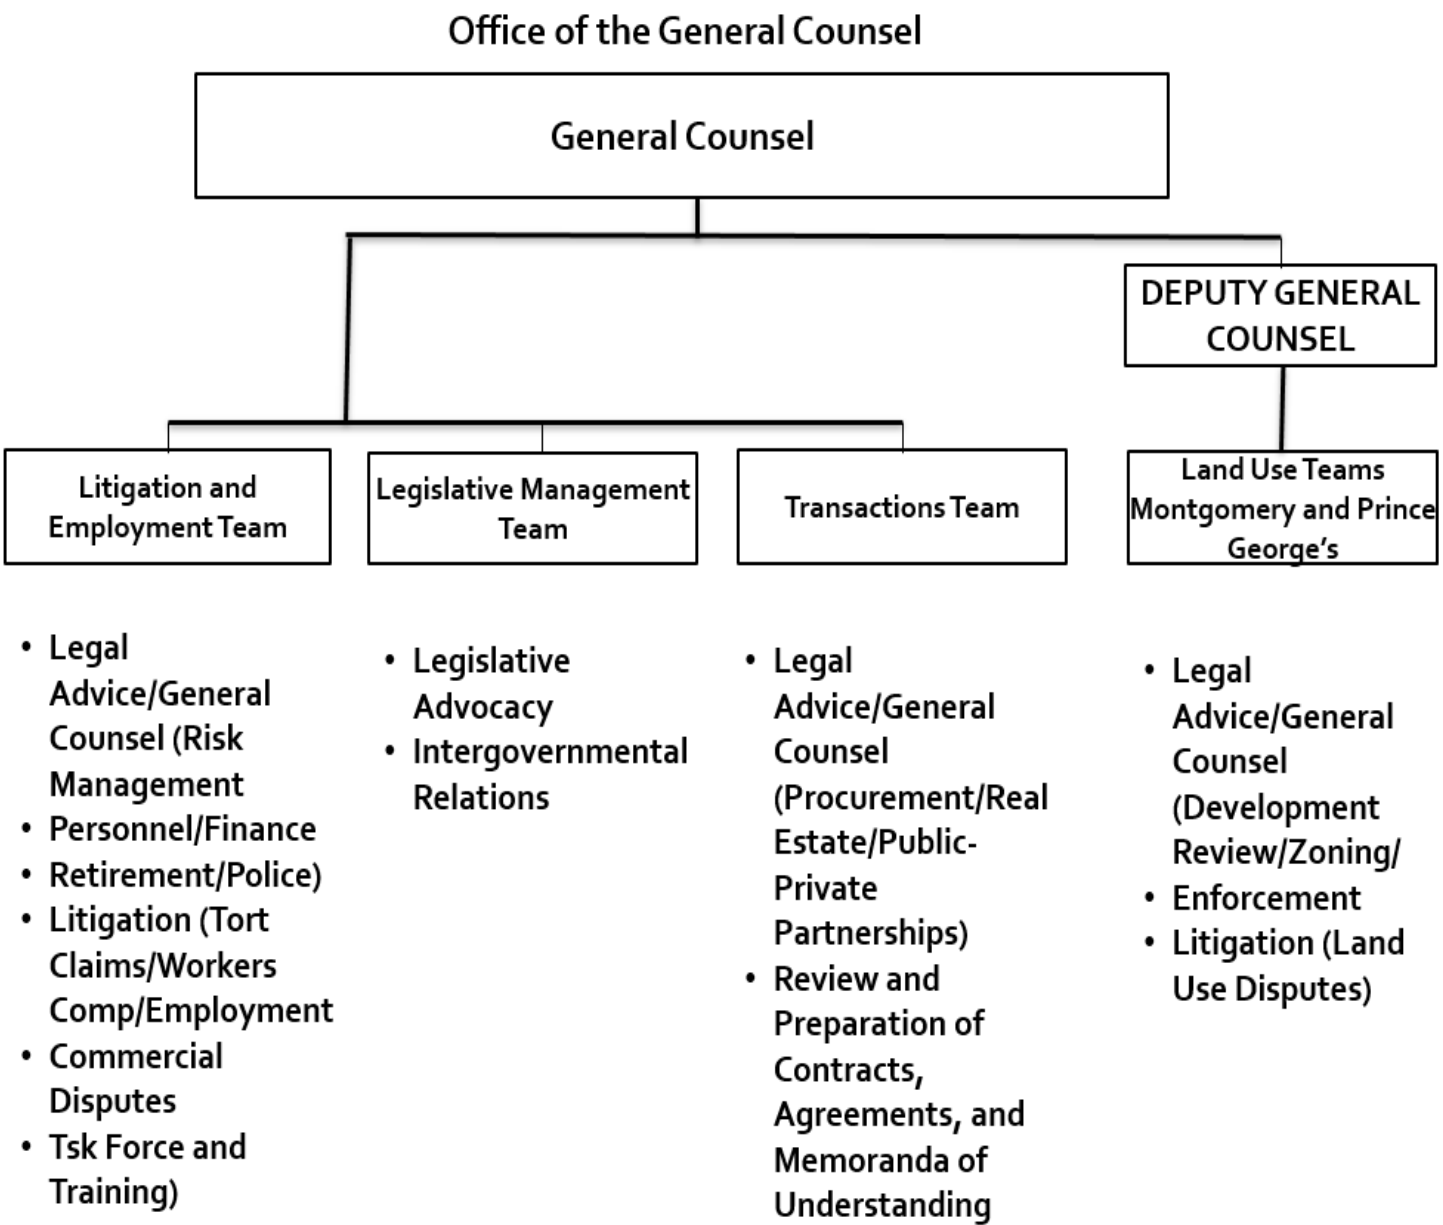 Office of the General Counsel
General Counsel
DEPUTY GENERAL
COUNSEL
Litigation and
Employment Team
Legislative Management
Team
Transactions Team
Land Use Teams
Montgomery and Prince
George’s
• Legal
Advice/General
Counsel (Risk
Management
• Personnel/Finance
• Retirement/Police)
• Litigation (Tort
Claims/Workers
Comp/Employment
• Commercial
Disputes
• Tsk Force and
Training)
• Legislative
Advocacy
• Intergovernmental
Relations
• Legal
Advice/General
Counsel
(Procurement/Real
Estate/Public-
Private
Partnerships)
• Review and
Preparation of
Contracts,
Agreements, and
Memoranda of
Understanding
• Legal
Advice/General
Counsel
(Development
Review/Zoning/
• Enforcement
• Litigation (Land
Use Disputes)